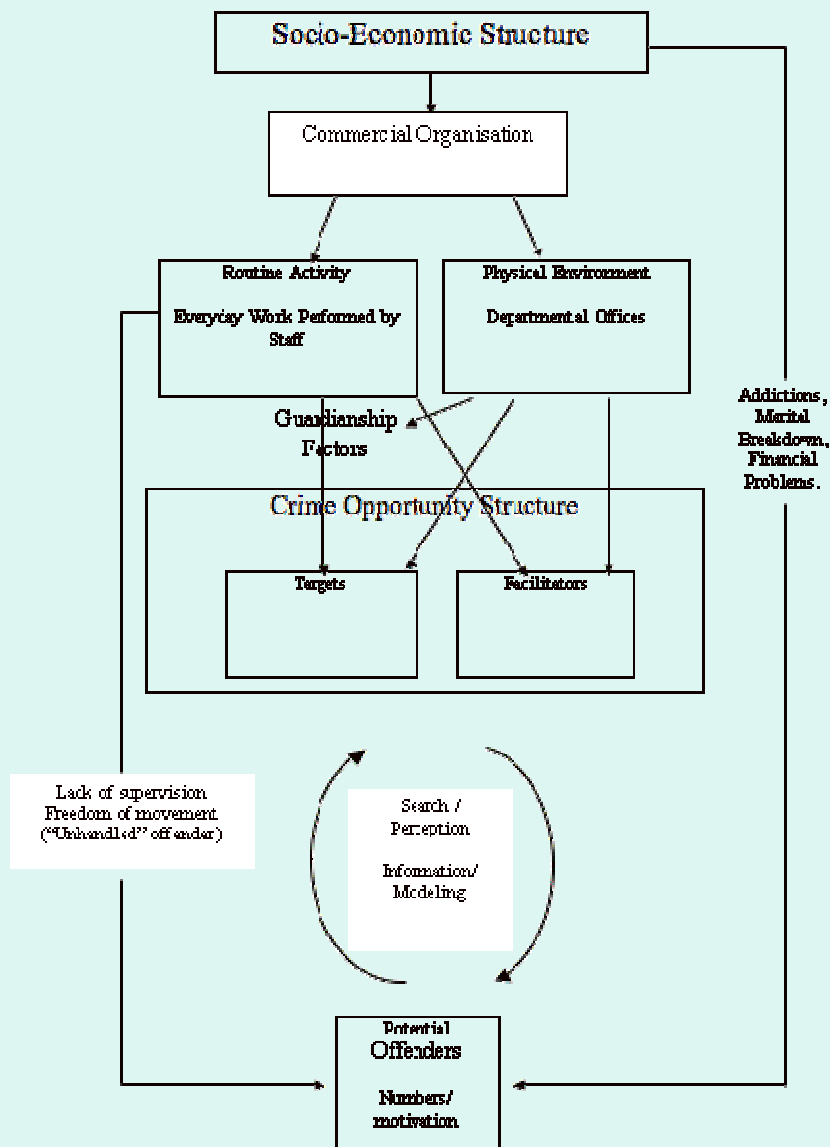 Socio-Economic Structure
Commercial Organisation
Routine Activity
Everyday Work Performed by
Staff
Physical Environment
Departmental Offices
Guardianship
Factors
Addictions,
Marital
Breakdown,
Financial
Problems.
Crime Opportunity Structure
Targets
Facilitators
Lack of supervision
Freedom of movement
("Unhandled" offender)
Search /
Perception
Information/
Modeling
Potential
Offenders
Numbers/
motivation